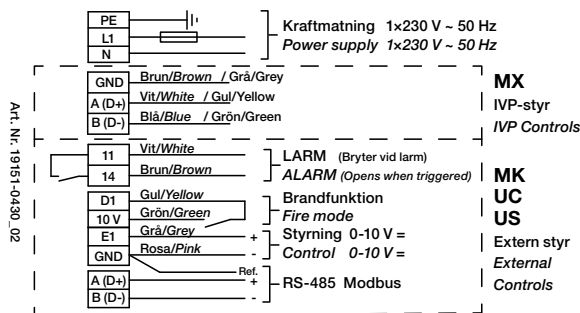 PE
L1
N
Kraftmatning 1×230 V ~ 50 Hz
Power supply 1×230 V ~ 50 Hz
GND Brun/Brown / Grå/Grey
A (D+) Vit/White / Gul/Yellow
B (D-) Blå/Blue / Grön/Green
MX
IVP-styr
IVP Controls
Art. Nr. 19151-0430_02
11 Vit/White
14 Brun/Brown
LARM (Bryter vid larm)
ALARM (Opens when triggered)
D1 Gul/Yellow
10 V Grön/Green
Brandfunktion
Fire mode
E1 Grå/Grey +
GND Rosa/Pink -
Styrning 0-10 V =
Control 0-10 V =
Ref.
A (D+) +
B (D-) -
RS-485 Modbus
MK
UC
US
Extern styr
External
Controls